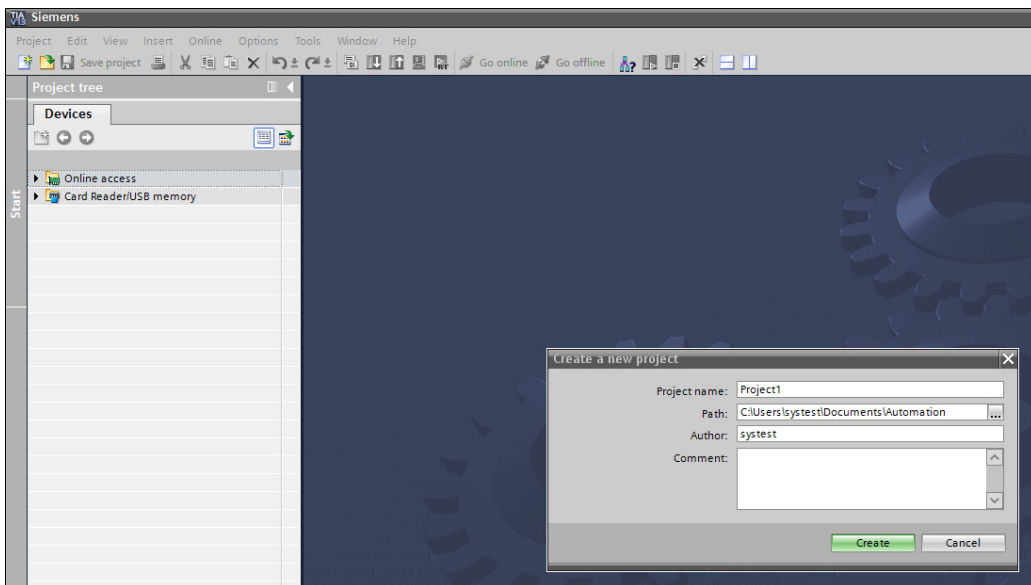 TIA V13 Siemens
Project Edit View Insert Online Options Tools Window Help
Save project Go online Go offline
Project tree
Devices
Start
Online access
Card Reader/USB memory
Create a new project
Project name: Project1
Path: C:\Users\systest\Documents\Automation ...
Author: systest
Comment:
Create Cancel